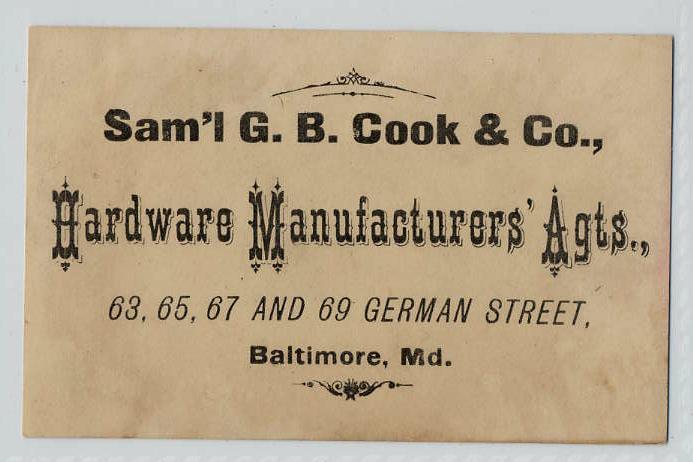 Sam'l G. B. Cook & Co.,
Hardware Manufacturers' Agts.,
63, 65, 67 AND 69 GERMAN STREET,
Baltimore, Md.